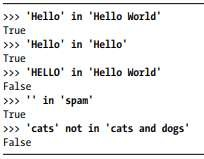 >>> 'Hello' in 'Hello World'
True
>>> 'Hello' in 'Hello'
True
>>> 'HELLO' in 'Hello World'
False
>>> '' in 'spam'
True
>>> 'cats' not in 'cats and dogs'
False